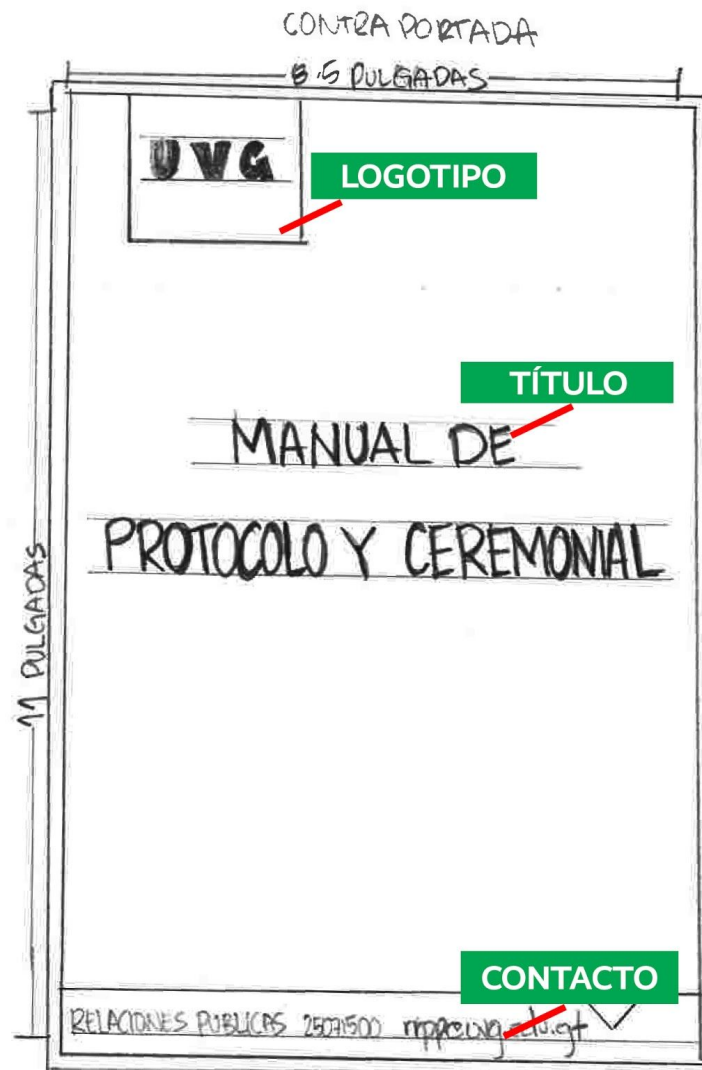 CONTRA PORTADA
8.5 PULGADAS
UVG
LOGOTIPO
TÍTULO
MANUAL DE
PROTOCOLO Y CEREMONIAL
11 PULGADAS
CONTACTO
RELACIONES PUBLICAS 25071500